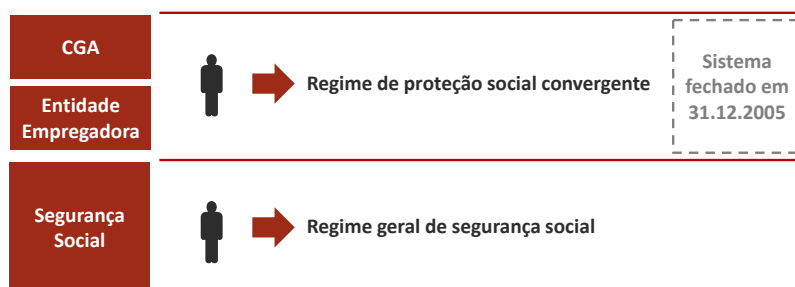 CGA
Entidade
Empregadora
Regime de proteção social convergente
Sistema
fechado em
31.12.2005
Segurança
Social
Regime geral de segurança social